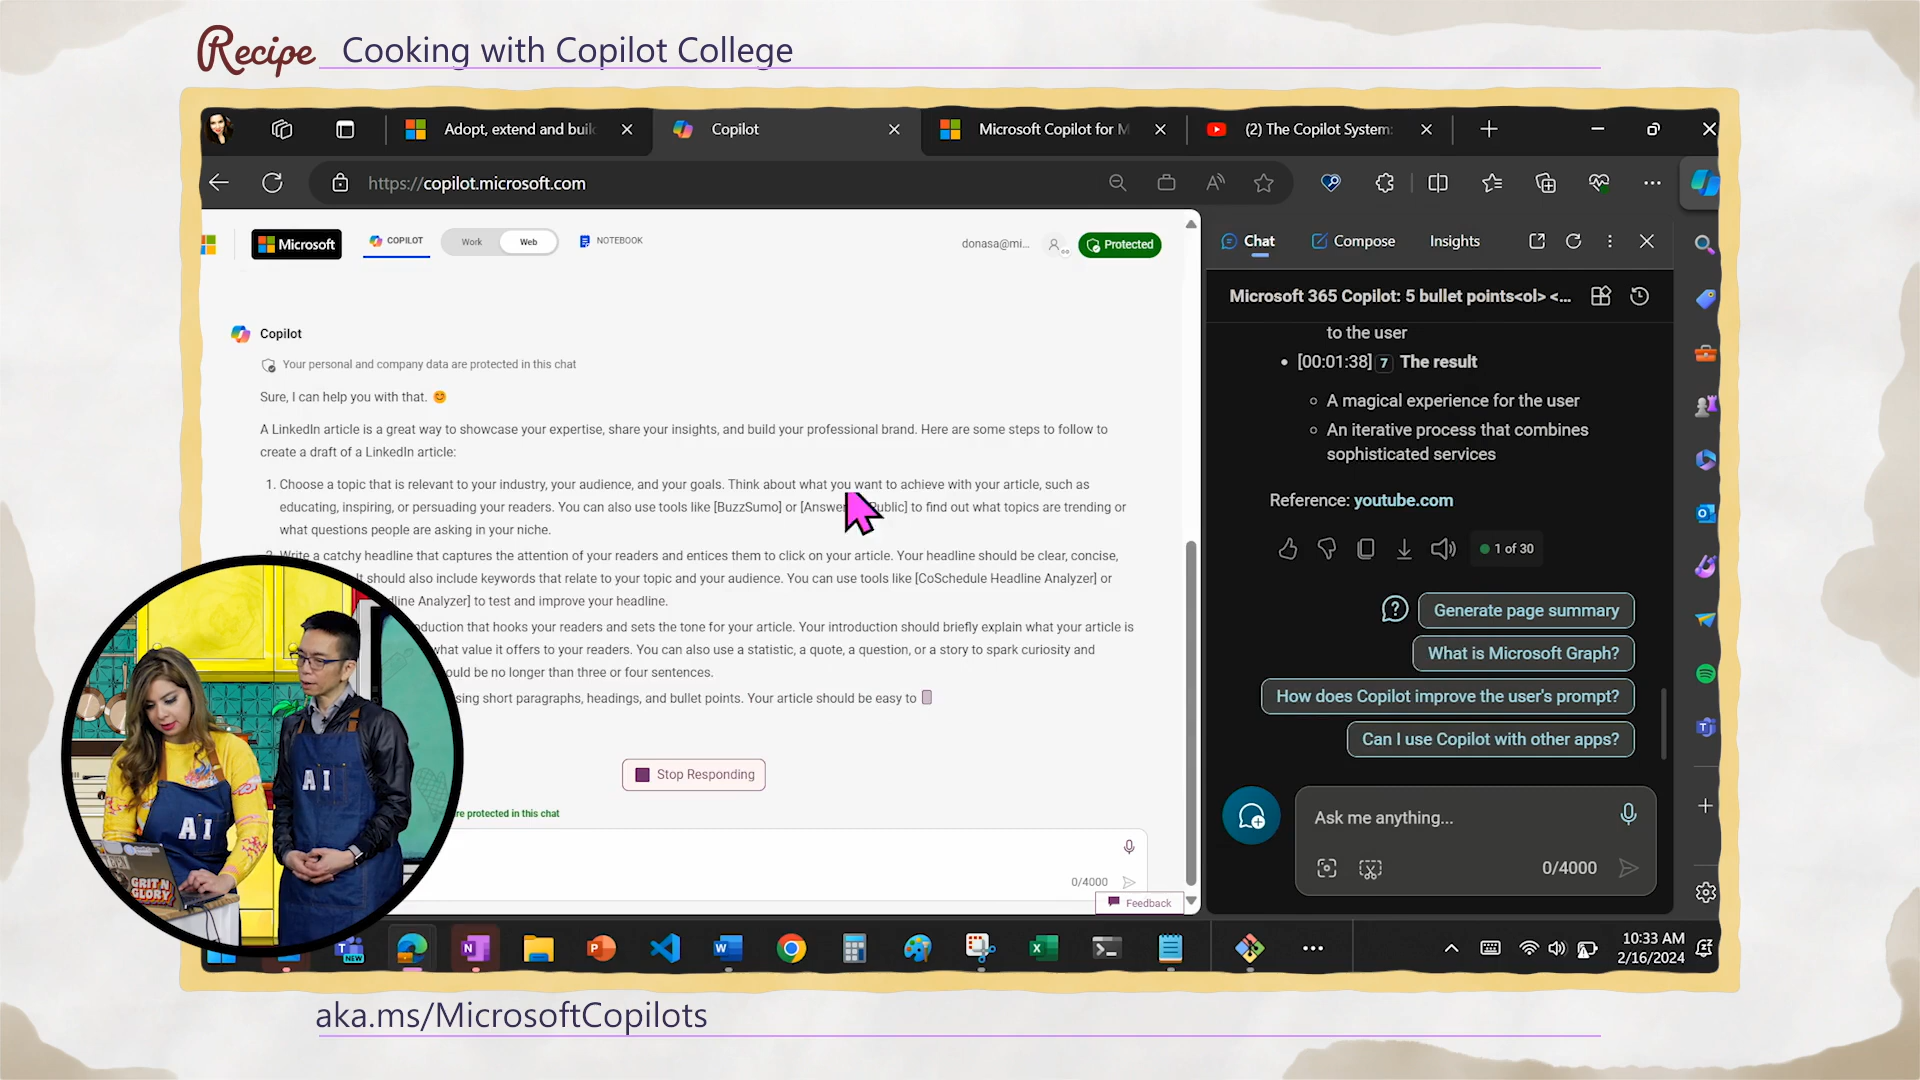 Recipe Cooking with Copilot College
Adopt, extend and buil
Copilot
Microsoft Copilot for M
(2) The Copilot System:
https://copilot.microsoft.com
Microsoft
COPILOT
Work
Web
NOTEBOOK
donasa@mi...
Protected
Copilot
Your personal and company data are protected in this chat
Sure, I can help you with that.
A LinkedIn article is a great way to showcase your expertise, share your insights, and build your professional brand. Here are some steps to follow to
create a draft of a LinkedIn article:
1. Choose a topic that is relevant to your industry, your audience, and your goals. Think about what you want to achieve with your article, such as
educating, inspiring, or persuading your readers. You can also use tools like [BuzzSumo] or [Answer Public] to find out what topics are trending or
what questions people are asking in your niche.
2. Write a catchy headline that captures the attention of your readers and entices them to click on your article. Your headline should be clear, concise,
It should also include keywords that relate to your topic and your audience. You can use tools like [CoSchedule Headline Analyzer] or
Analyzer] to test and improve your headline.
that hooks your readers and sets the tone for your article. Your introduction should briefly explain what your article is
what value it offers to your readers. You can also use a statistic, a quote, a question, or a story to spark curiosity and
be no longer than three or four sentences.
short paragraphs, headings, and bullet points. Your article should be easy to
Stop Responding
protected in this chat
0/4000
Feedback
Chat
Compose
Insights
Microsoft 365 Copilot: 5 bullet points<ol> <...
to the user
• [00:01:38] 7 The result
A magical experience for the user
An iterative process that combines
sophisticated services
Reference: youtube.com
1 of 30
Generate page summary
What is Microsoft Graph?
How does Copilot improve the user's prompt?
Can I use Copilot with other apps?
Ask me anything...
0/4000
AI
AI
GRIT N
GLORY
NEW
10:33 AM
2/16/2024
aka.ms/MicrosoftCopilots